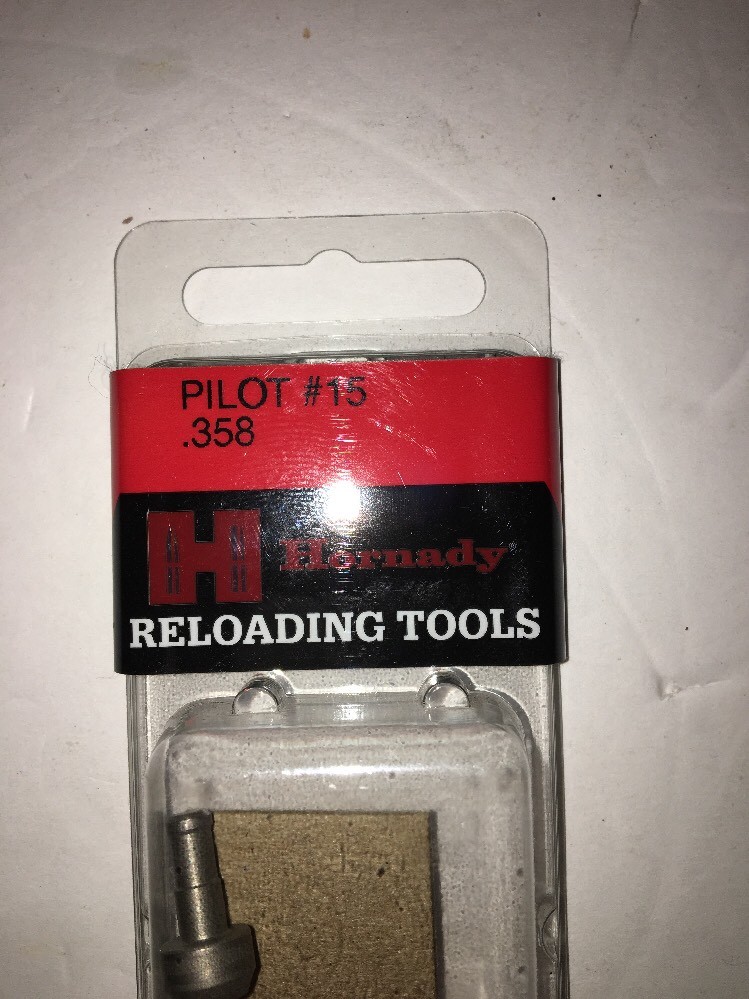 PILOT #15
.358
H Hornady
RELOADING TOOLS